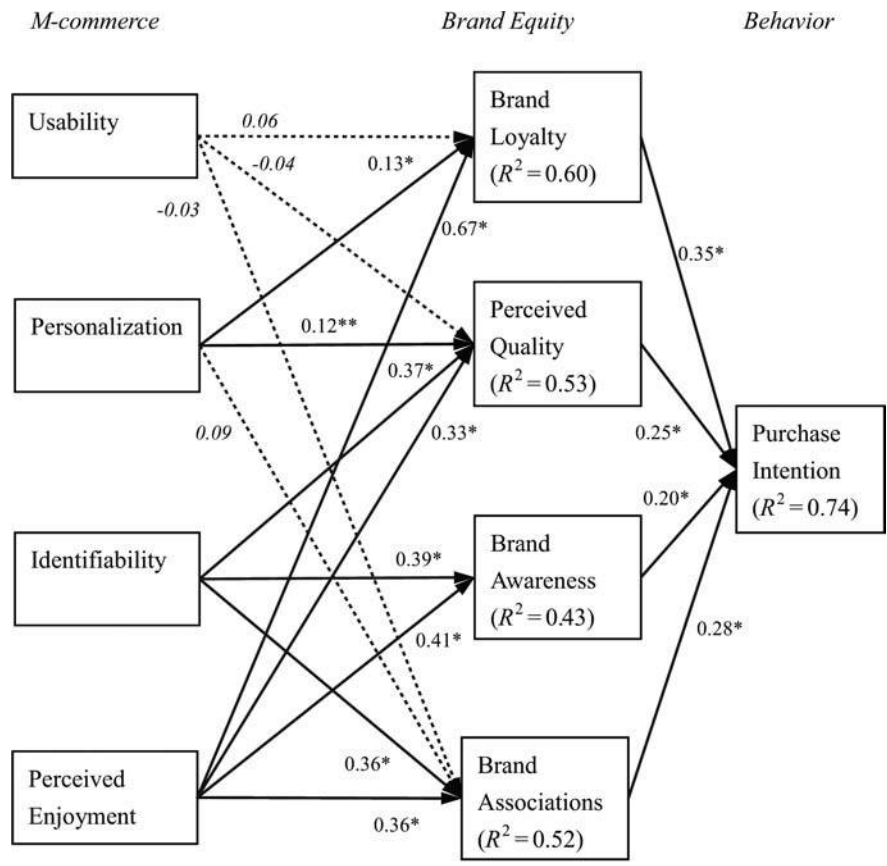 M-commerce
Brand Equity
Behavior
Usability
0.06
-0.04
-0.03
0.13*
0.67*
Brand
Loyalty
(R² = 0.60)
0.35*
Personalization
0.12**
0.37*
0.33*
0.09
Perceived
Quality
(R² = 0.53)
0.25*
Purchase
Intention
(R² = 0.74)
Identifiability
0.39*
0.41*
0.36*
Brand
Awareness
(R² = 0.43)
0.20*
0.28*
Perceived
Enjoyment
0.36*
Brand
Associations
(R² = 0.52)